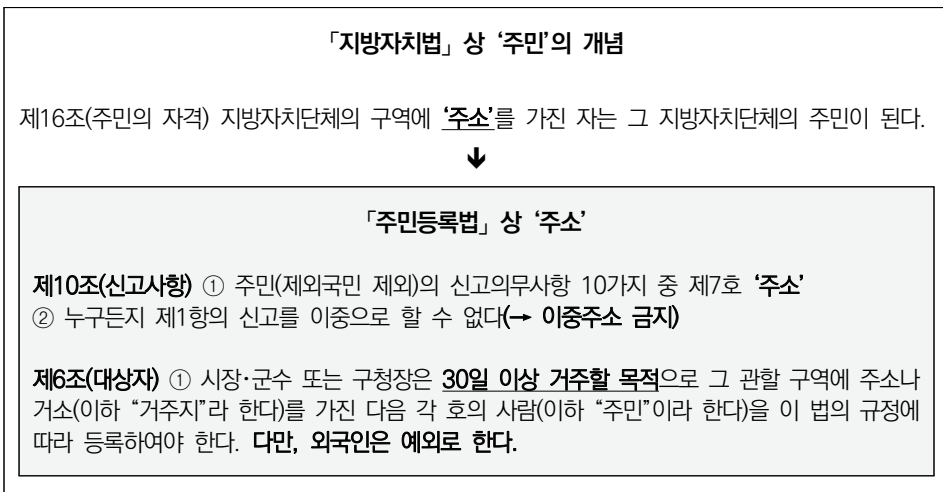 「지방자치법」 상 ‘주민’의 개념
제16조(주민의 자격) 지방자치단체의 구역에 ‘주소’를 가진 자는 그 지방자치단체의 주민이 된다.
🡻
「주민등록법」 상 ‘주소’
제10조(신고사항) ① 주민(제외국민 제외)의 신고의무사항 10가지 중 제7호 ‘주소’
② 누구든지 제1항의 신고를 이중으로 할 수 없다(→ 이중주소 금지)
제6조(대상자) ① 시장·군수 또는 구청장은 30일 이상 거주할 목적으로 그 관할 구역에 주소나
거소(이하 “거주지”라 한다)를 가진 다음 각 호의 사람(이하 “주민”이라 한다)을 이 법의 규정에
따라 등록하여야 한다. 다만, 외국인은 예외로 한다.